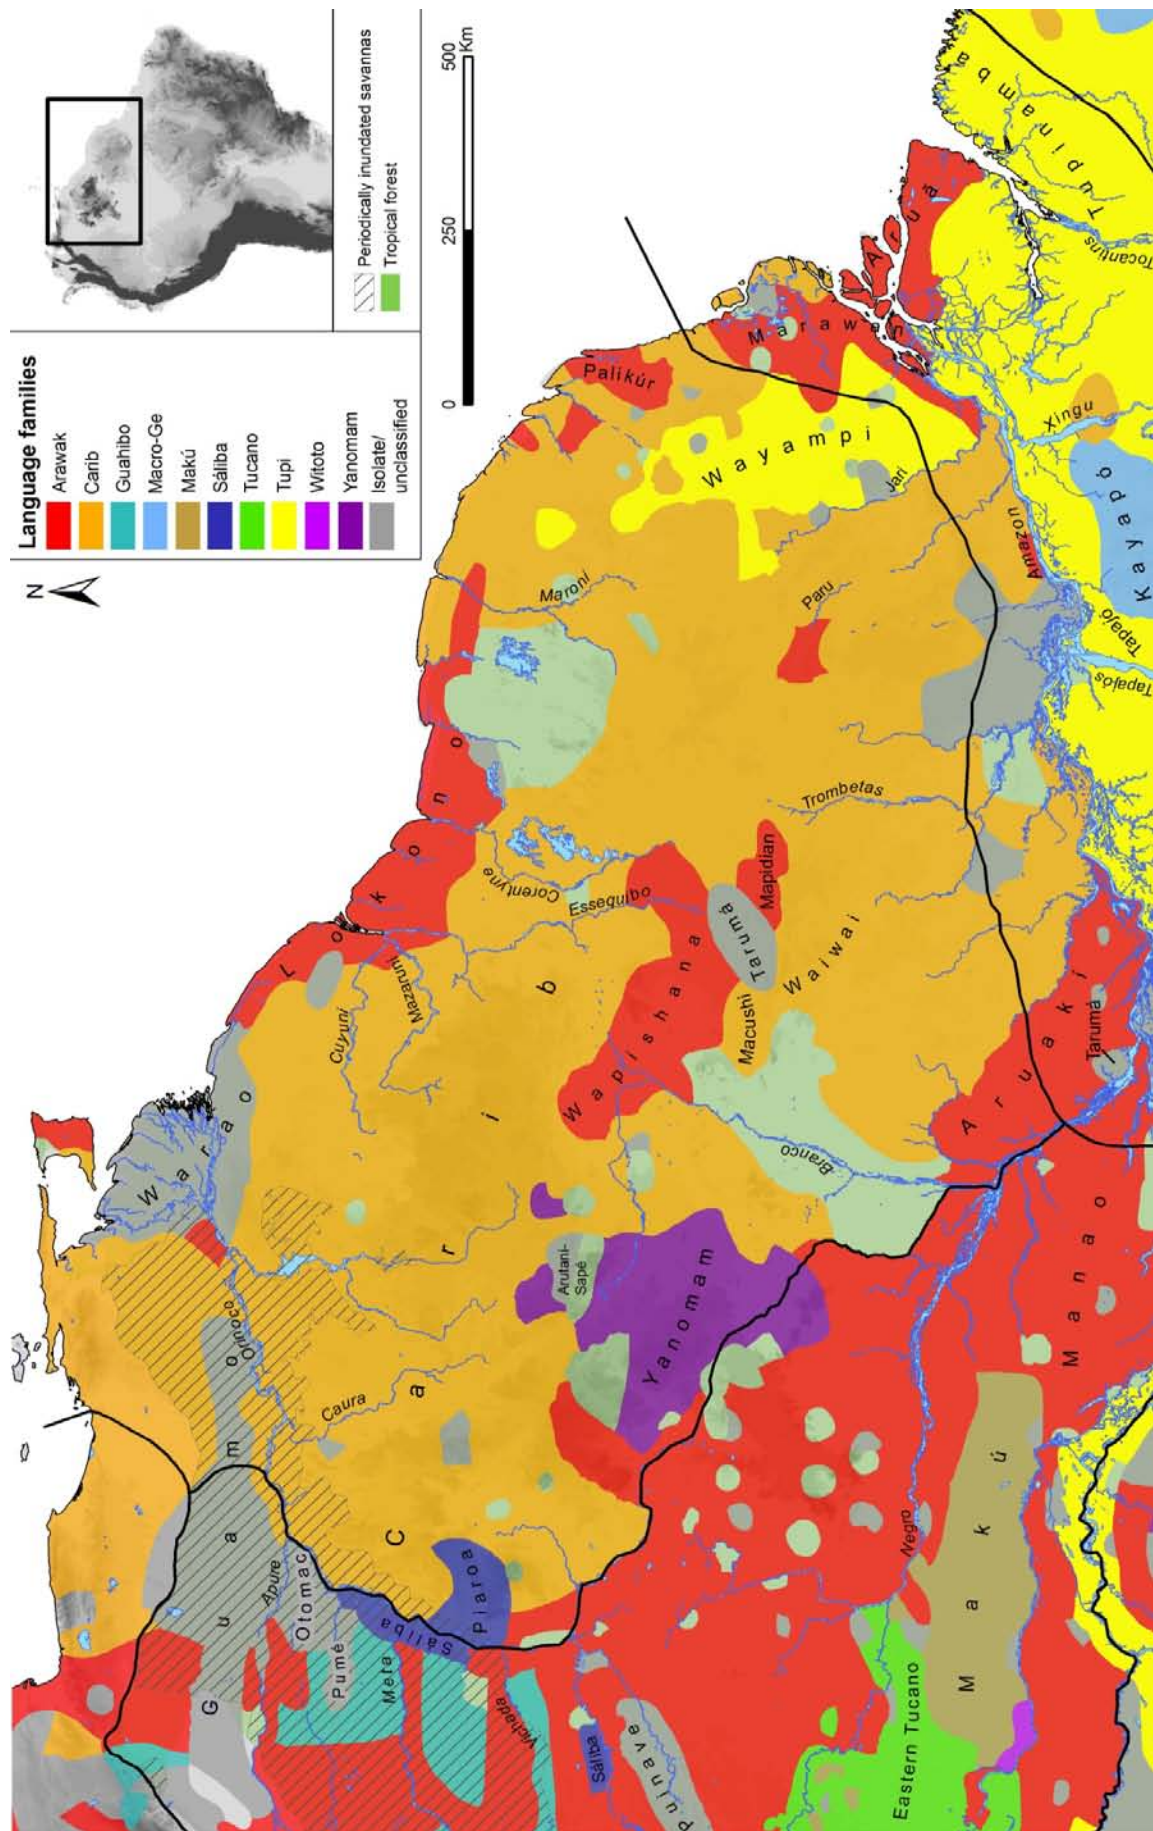 Language families
Arawak
Carib
Guahibo
Macro-Ge
Makú
Sáliba
Tucano
Tupi
Witoto
Yanomam
Isolate/
unclassified
Periodically inundated savannas
Tropical forest
N
0 250 500
Km
Warao
Lokono
Palikúr
Marawan
Aruã
Tupinamba
Tocantins
Wayampi
Jari
Xingu
Kayapó
Amazon
Maroni
Paru
Tapajó
Tapajós
Trombetas
Corentyne
Essequibo
Cuyuni
Mazaruni
Carib
Wapishana
Tarumá
Mapidian
Macushi
Waiwai
Branco
Aruakí
Tarumá
Orinoco
Caura
Arutani-
Sapé
Yanomam
Manao
Guamo
Apure
Otomac
Pumé
Meta
Sáliba
Piaroa
Vichada
Sáliba
Puinave
Negro
Makú
Eastern Tucano